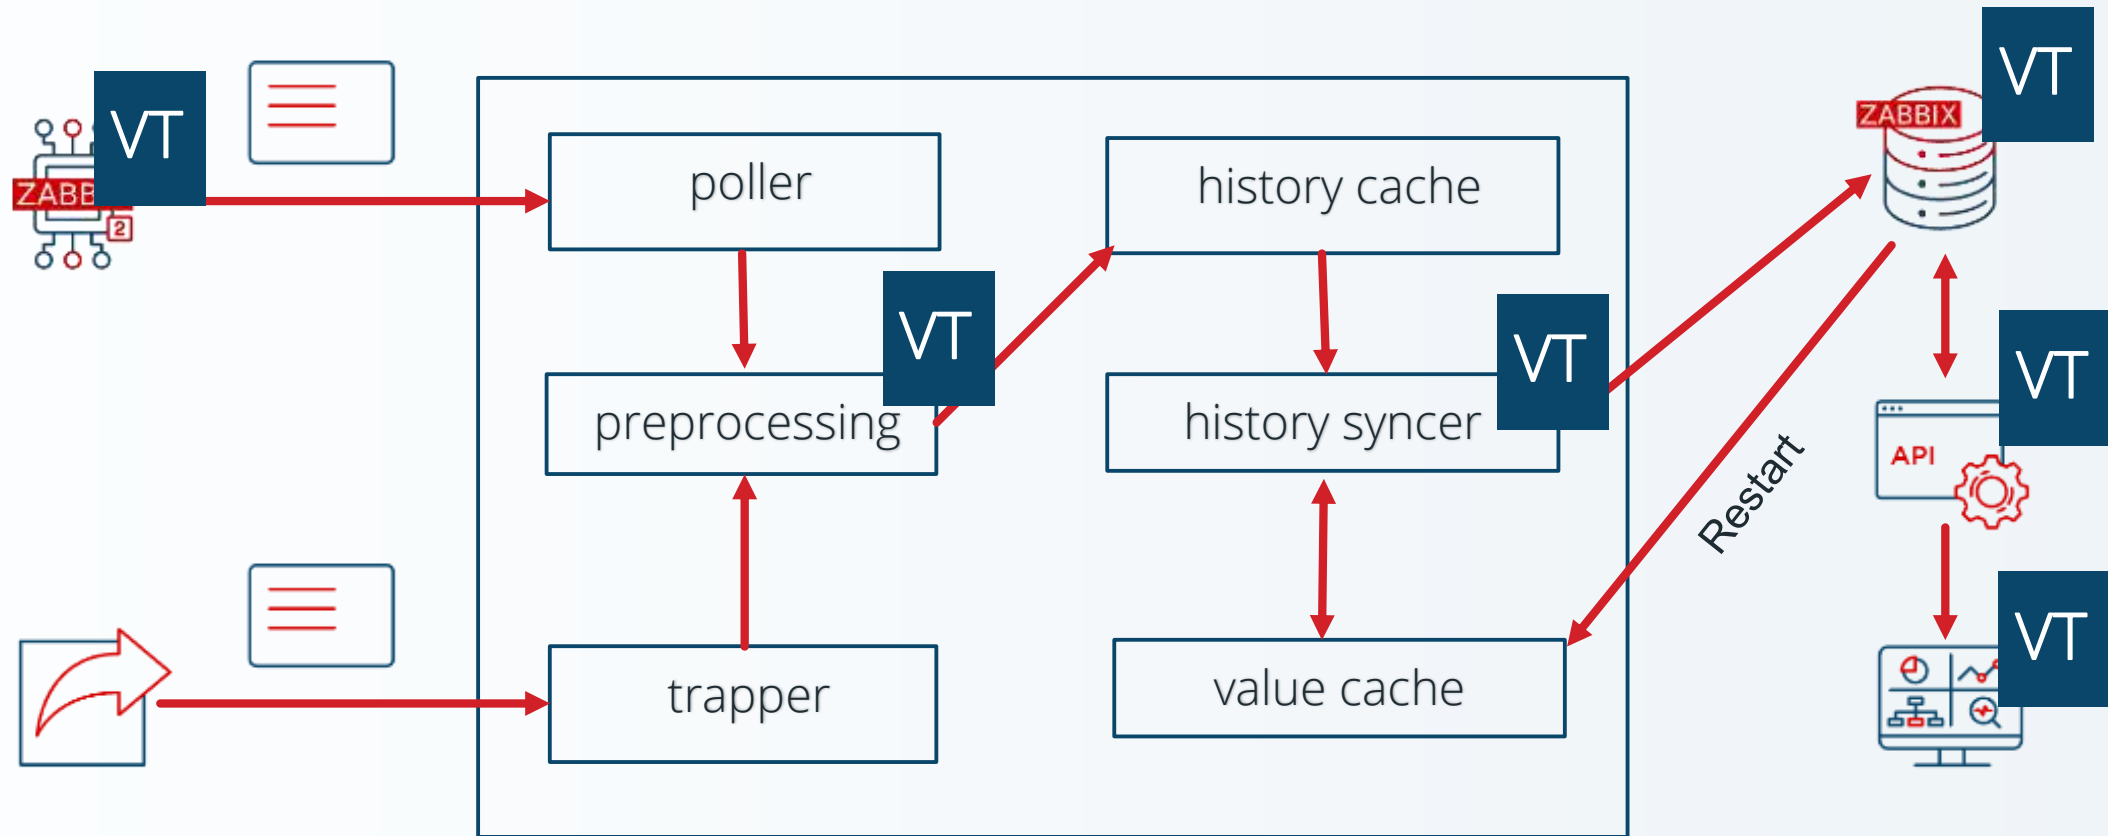 VT
ZABB
2
poller
preprocessing
VT
trapper
history cache
history syncer
VT
value cache
Restart
ZABBIX
VT
API
VT
VT